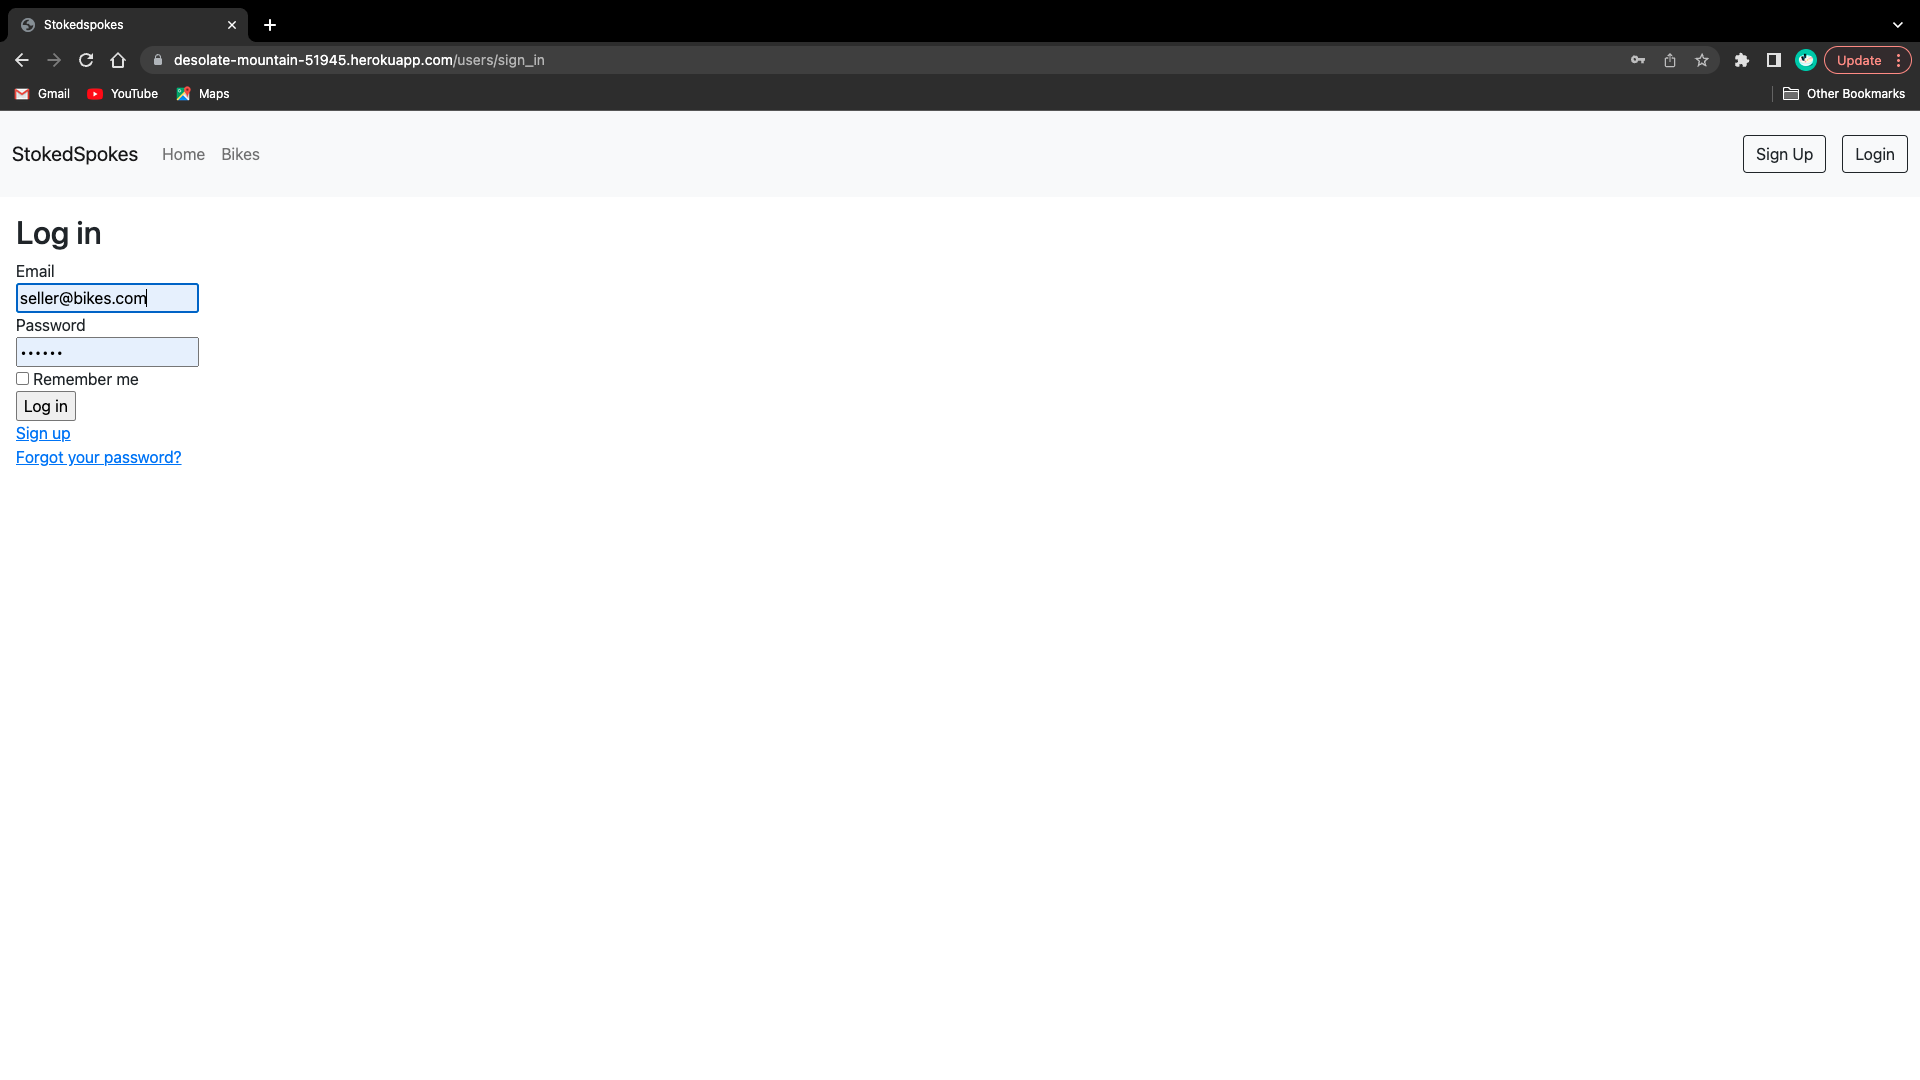 Stokedspokes
desolate-mountain-51945.herokuapp.com/users/sign_in
Update
Gmail YouTube Maps Other Bookmarks
StokedSpokes Home Bikes Sign Up Login
Log in
Email
seller@bikes.com
Password
••••••
Remember me
Log in
Sign up
Forgot your password?